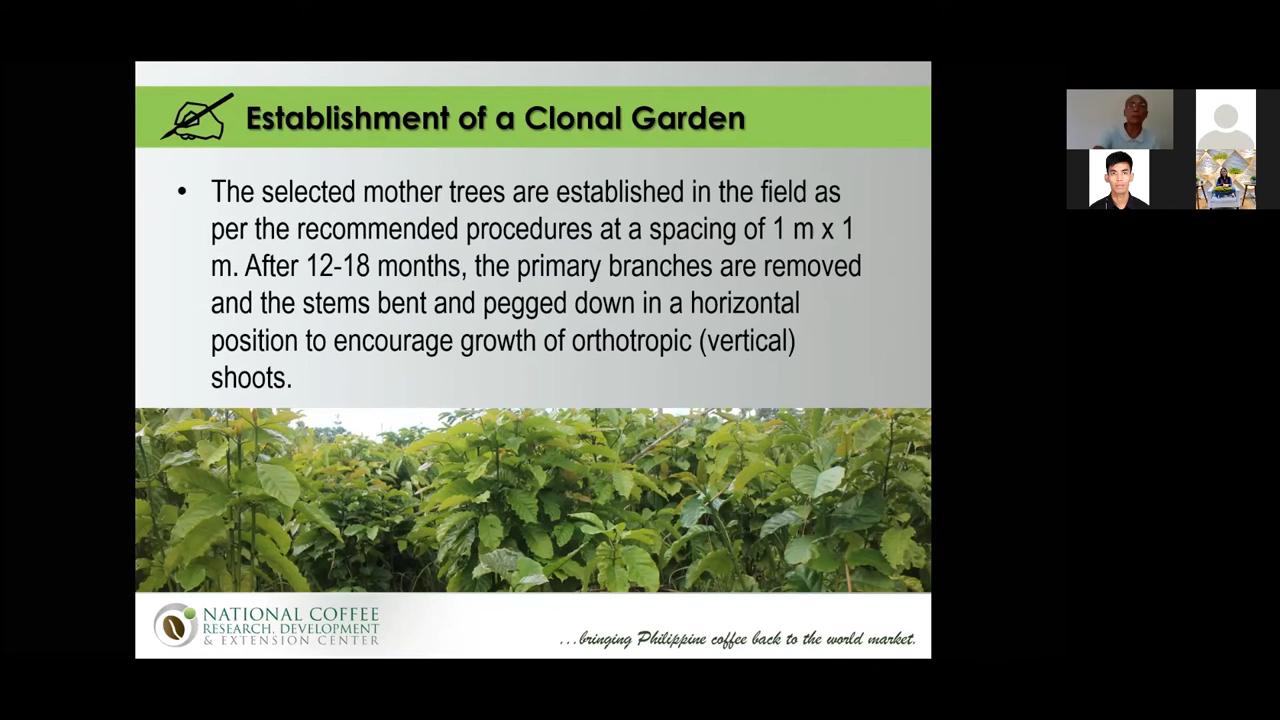 Establishment of a Clonal Garden
• The selected mother trees are established in the field as
per the recommended procedures at a spacing of 1 m x 1
m. After 12-18 months, the primary branches are removed
and the stems bent and pegged down in a horizontal
position to encourage growth of orthotropic (vertical)
shoots.
NATIONAL COFFEE
RESEARCH, DEVELOPMENT
& EXTENSION CENTER
...bringing Philippine coffee back to the world market.